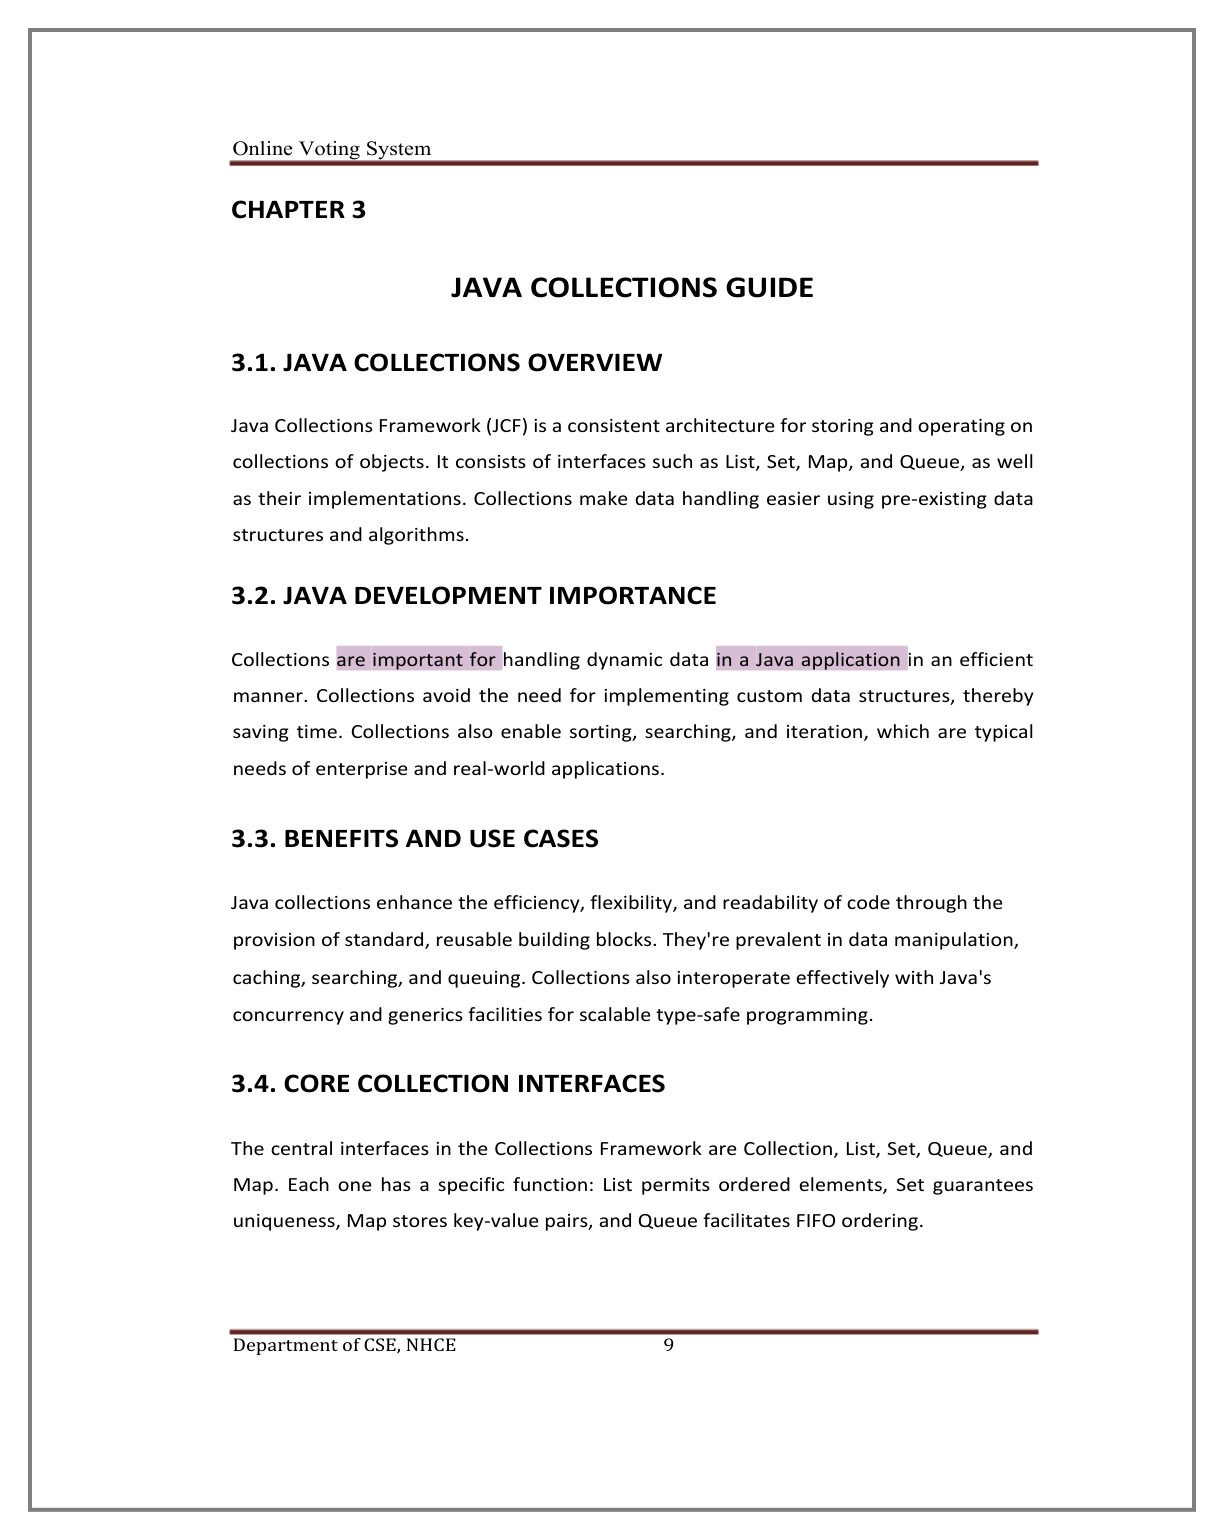 Online Voting System
CHAPTER 3
JAVA COLLECTIONS GUIDE
3.1. JAVA COLLECTIONS OVERVIEW
Java Collections Framework (JCF) is a consistent architecture for storing and operating on
collections of objects. It consists of interfaces such as List, Set, Map, and Queue, as well
as their implementations. Collections make data handling easier using pre-existing data
structures and algorithms.
3.2. JAVA DEVELOPMENT IMPORTANCE
Collections are important for handling dynamic data in a Java application in an efficient
manner. Collections avoid the need for implementing custom data structures, thereby
saving time. Collections also enable sorting, searching, and iteration, which are typical
needs of enterprise and real-world applications.
3.3. BENEFITS AND USE CASES
Java collections enhance the efficiency, flexibility, and readability of code through the
provision of standard, reusable building blocks. They're prevalent in data manipulation,
caching, searching, and queuing. Collections also interoperate effectively with Java's
concurrency and generics facilities for scalable type-safe programming.
3.4. CORE COLLECTION INTERFACES
The central interfaces in the Collections Framework are Collection, List, Set, Queue, and
Map. Each one has a specific function: List permits ordered elements, Set guarantees
uniqueness, Map stores key-value pairs, and Queue facilitates FIFO ordering.
Department of CSE, NHCE 9